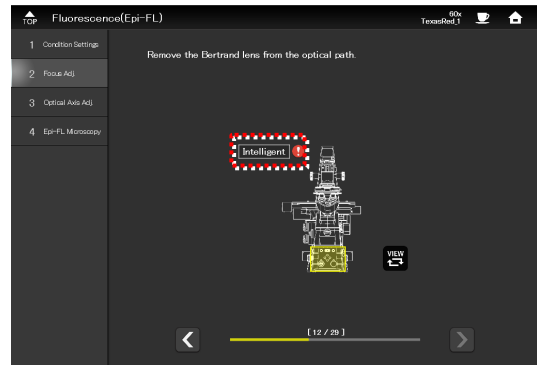 TOP
Fluorescence(Epi-FL)
60x
TexasRed_1
1 Condition Settings
2 Focus Adj.
3 Optical Axis Adj.
4 Epi-FL Microscopy
Remove the Bertrand lens from the optical path.
Intelligent
VIEW
[ 12 / 29 ]